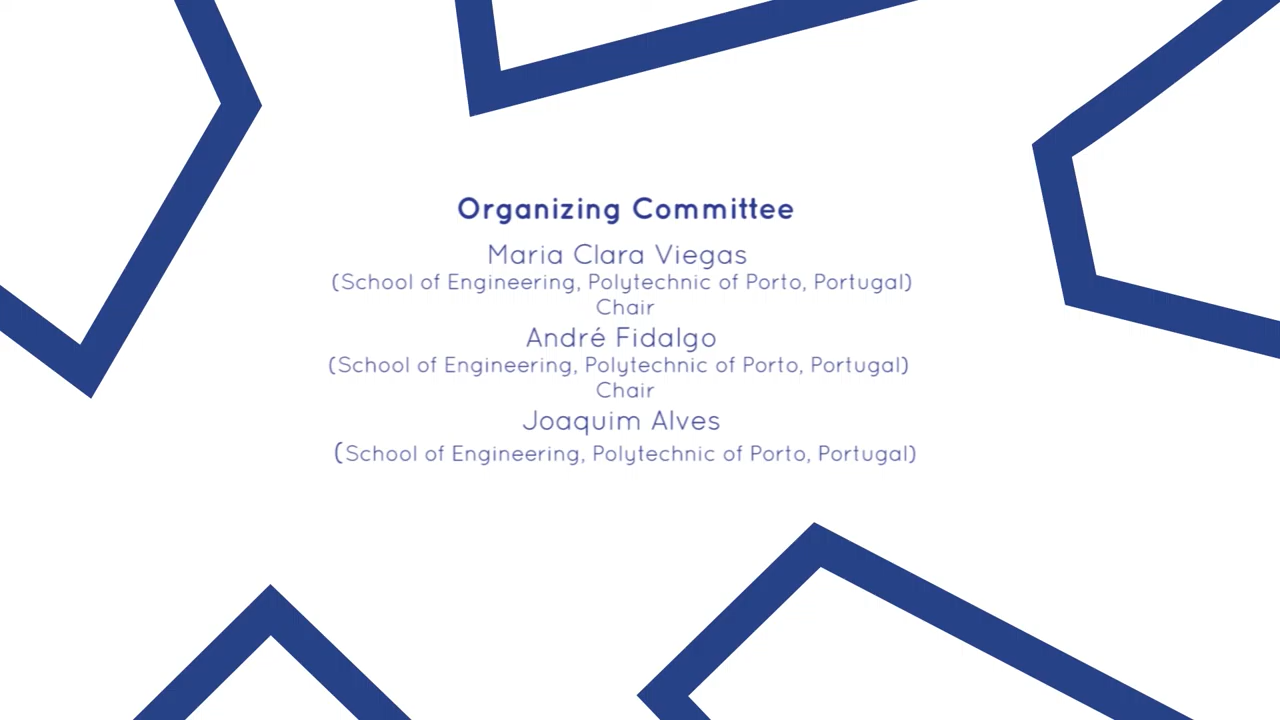 Organizing Committee
Maria Clara Viegas
(School of Engineering, Polytechnic of Porto, Portugal)
Chair
André Fidalgo
(School of Engineering, Polytechnic of Porto, Portugal)
Chair
Joaquim Alves
(School of Engineering, Polytechnic of Porto, Portugal)